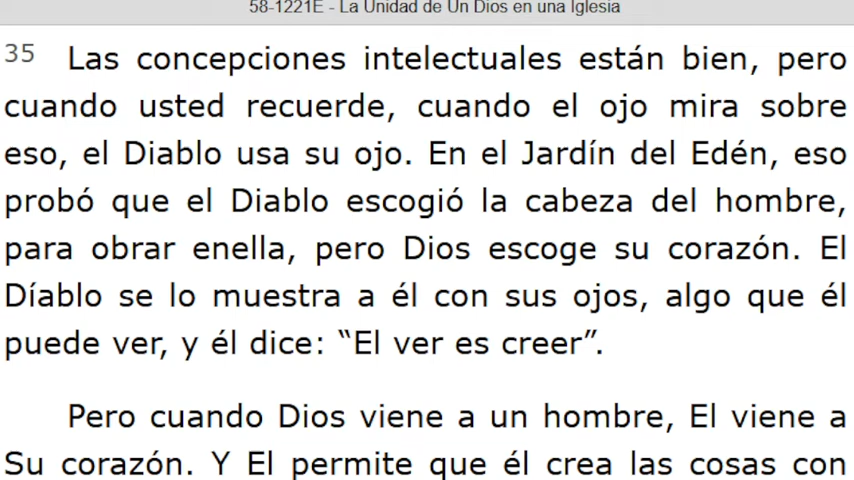 58-1221E - La Unidad de Un Dios en una Iglesia
35 Las concepciones intelectuales están bien, pero
cuando usted recuerde, cuando el ojo mira sobre
eso, el Diablo usa su ojo. En el Jardín del Edén, eso
probó que el Diablo escogió la cabeza del hombre,
para obrar enella, pero Dios escoge su corazón. El
Díablo se lo muestra a él con sus ojos, algo que él
puede ver, y él dice: “El ver es creer”.
Pero cuando Dios viene a un hombre, El viene a
Su corazón. Y El permite que él crea las cosas con